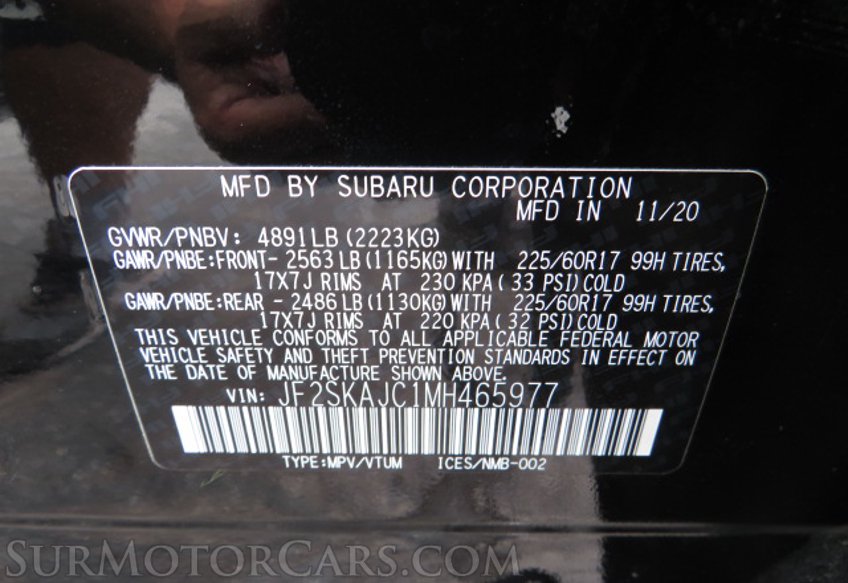 MFD BY SUBARU CORPORATION
MFD IN 11/20
GVWR/PNBV: 4891LB (2223KG)
GAWR/PNBE:FRONT- 2563LB (1165KG) WITH 225/60R17 99H TIRES,
17X7J RIMS AT 230 KPA (33 PSI) COLD
GAWR/PNBE:REAR - 2486LB (1130KG) WITH 225/60R17 99H TIRES,
17X7J RIMS AT 220 KPA (32 PSI) COLD
THIS VEHICLE CONFORMS TO ALL APPLICABLE FEDERAL MOTOR
VEHICLE SAFETY AND THEFT PREVENTION STANDARDS IN EFFECT ON
THE DATE OF MANUFACTURE SHOWN ABOVE.
VIN: JF2SKAJC1MH465977
TYPE:MPV/VTUM ICES/NMB-002
SURMOTORCARS.COM